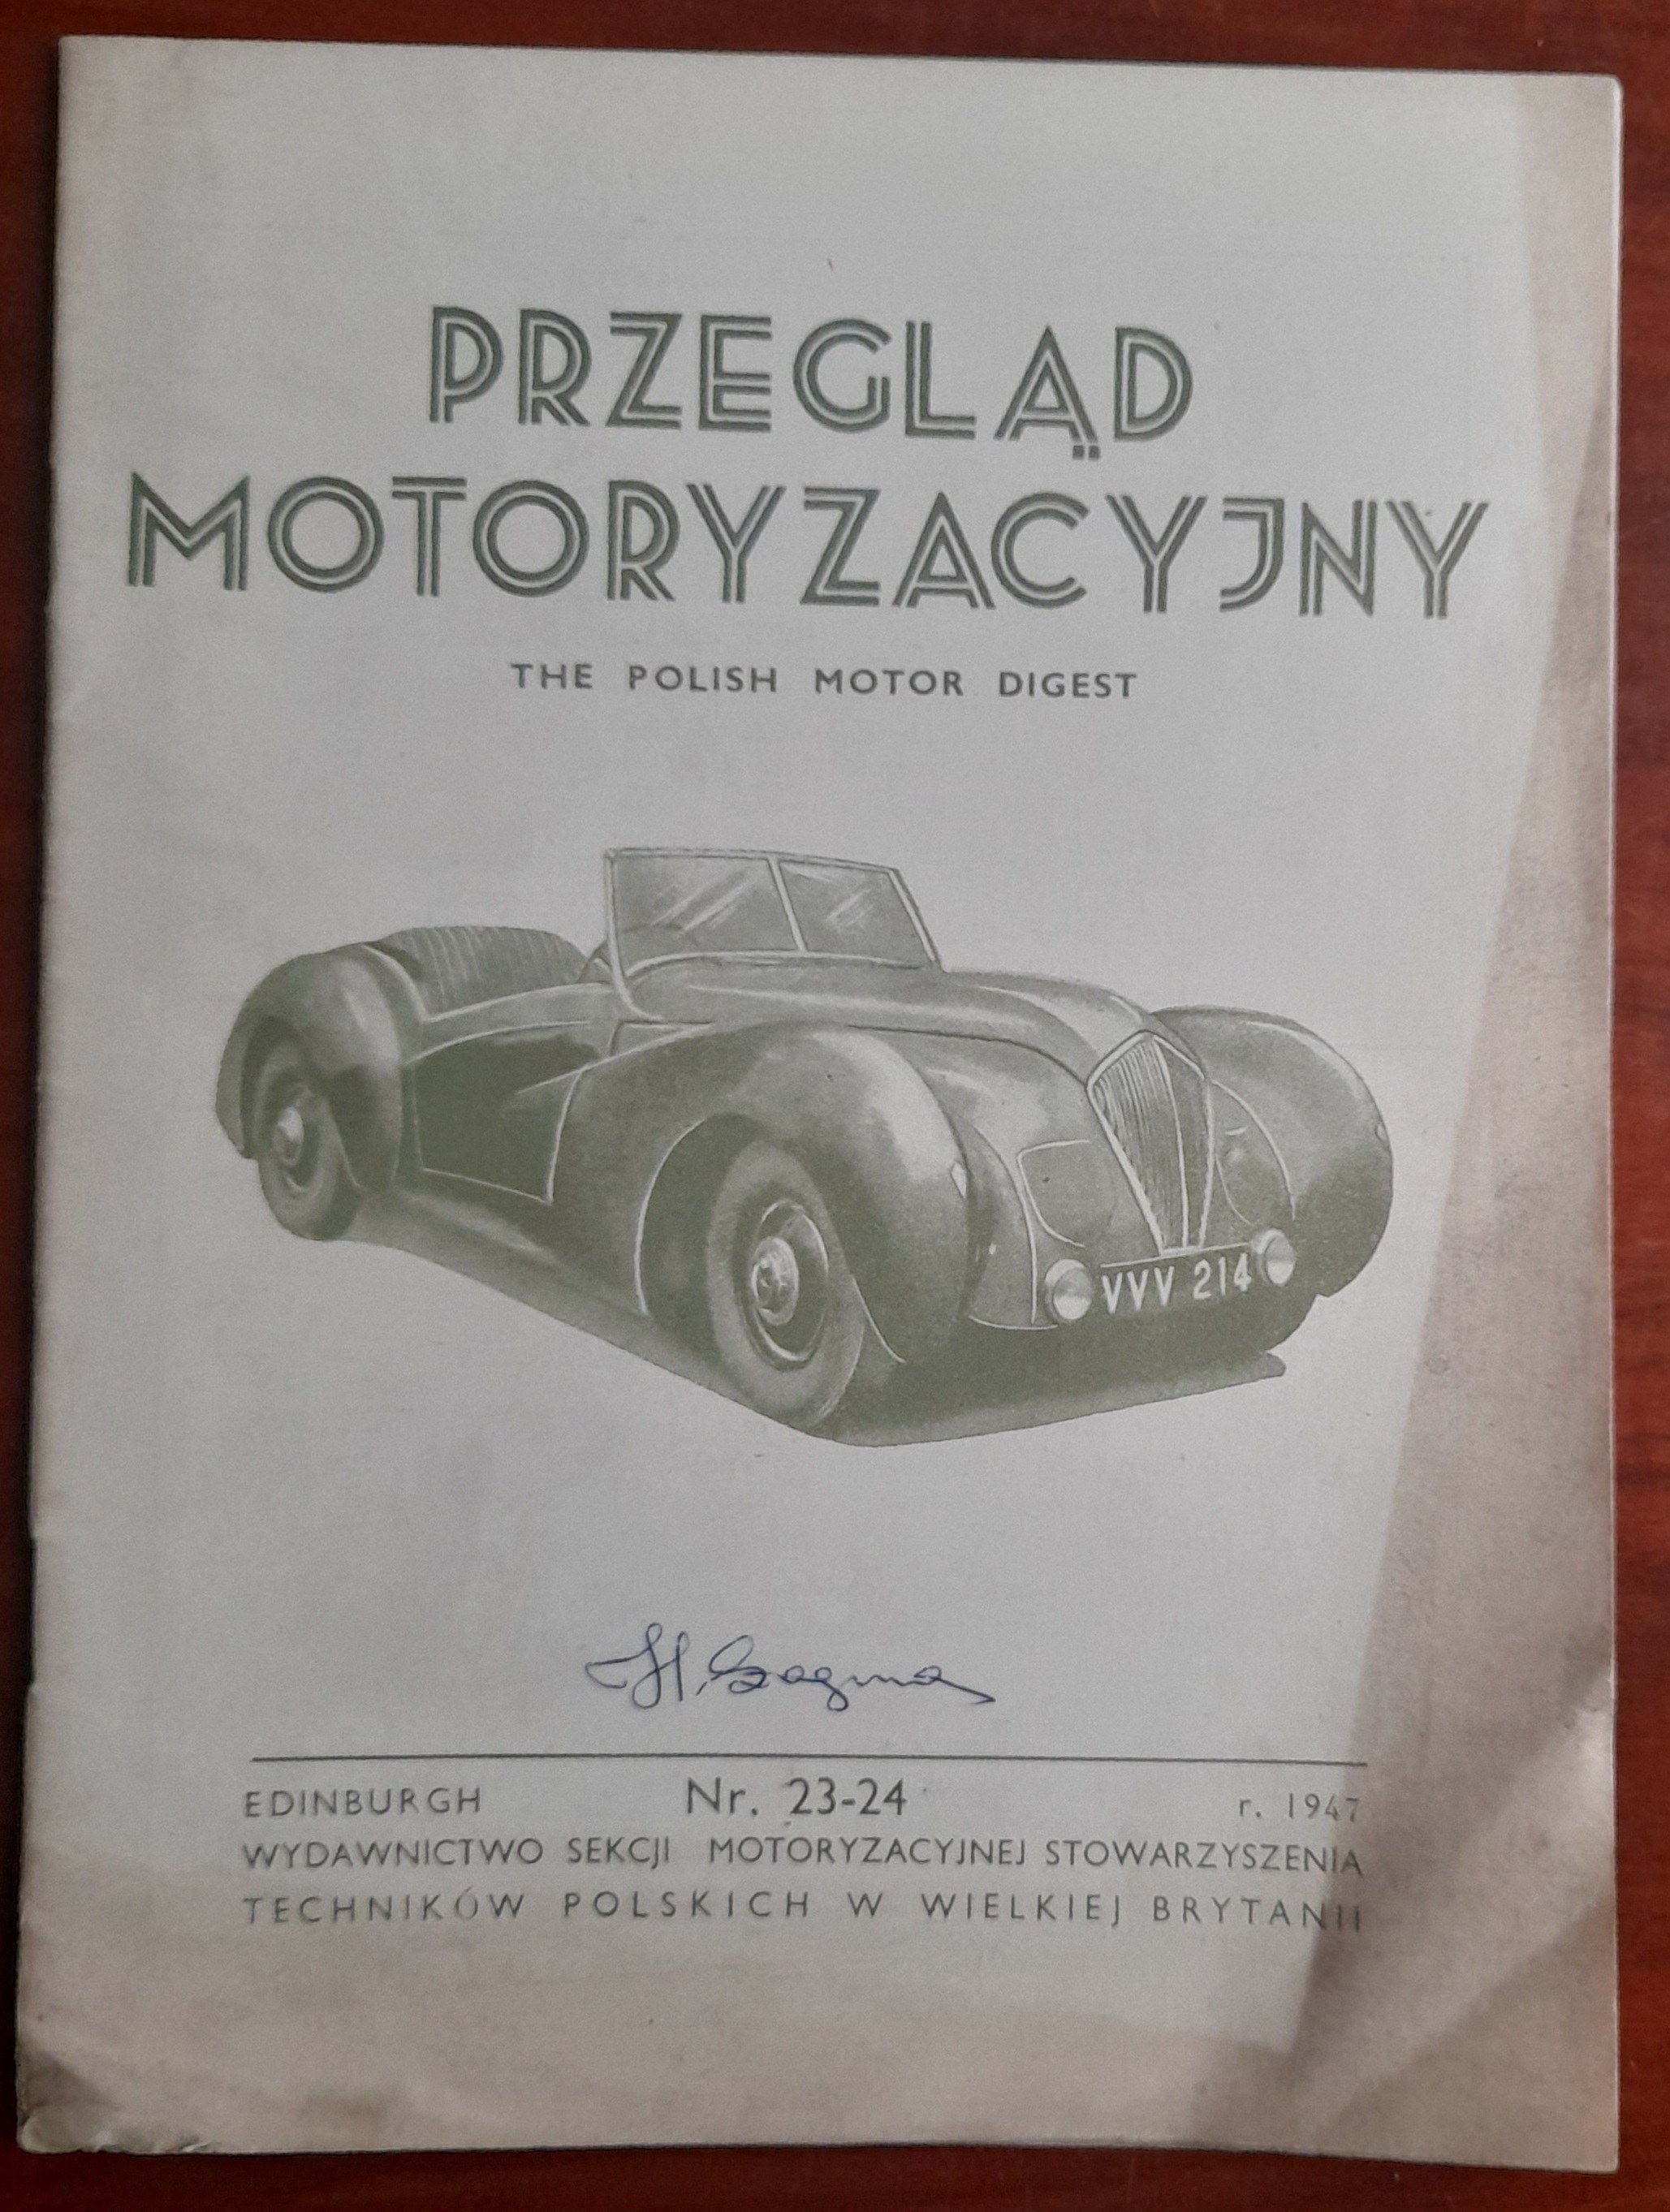 PRZEGLĄD
MOTORYZACYJNY
THE POLISH MOTOR DIGEST
VVV 214
EDINBURGH Nr. 23-24 r. 1947
WYDAWNICTWO SEKCJI MOTORYZACYJNEJ STOWARZYSZENIA
TECHNIKÓW POLSKICH W WIELKIEJ BRYTANII